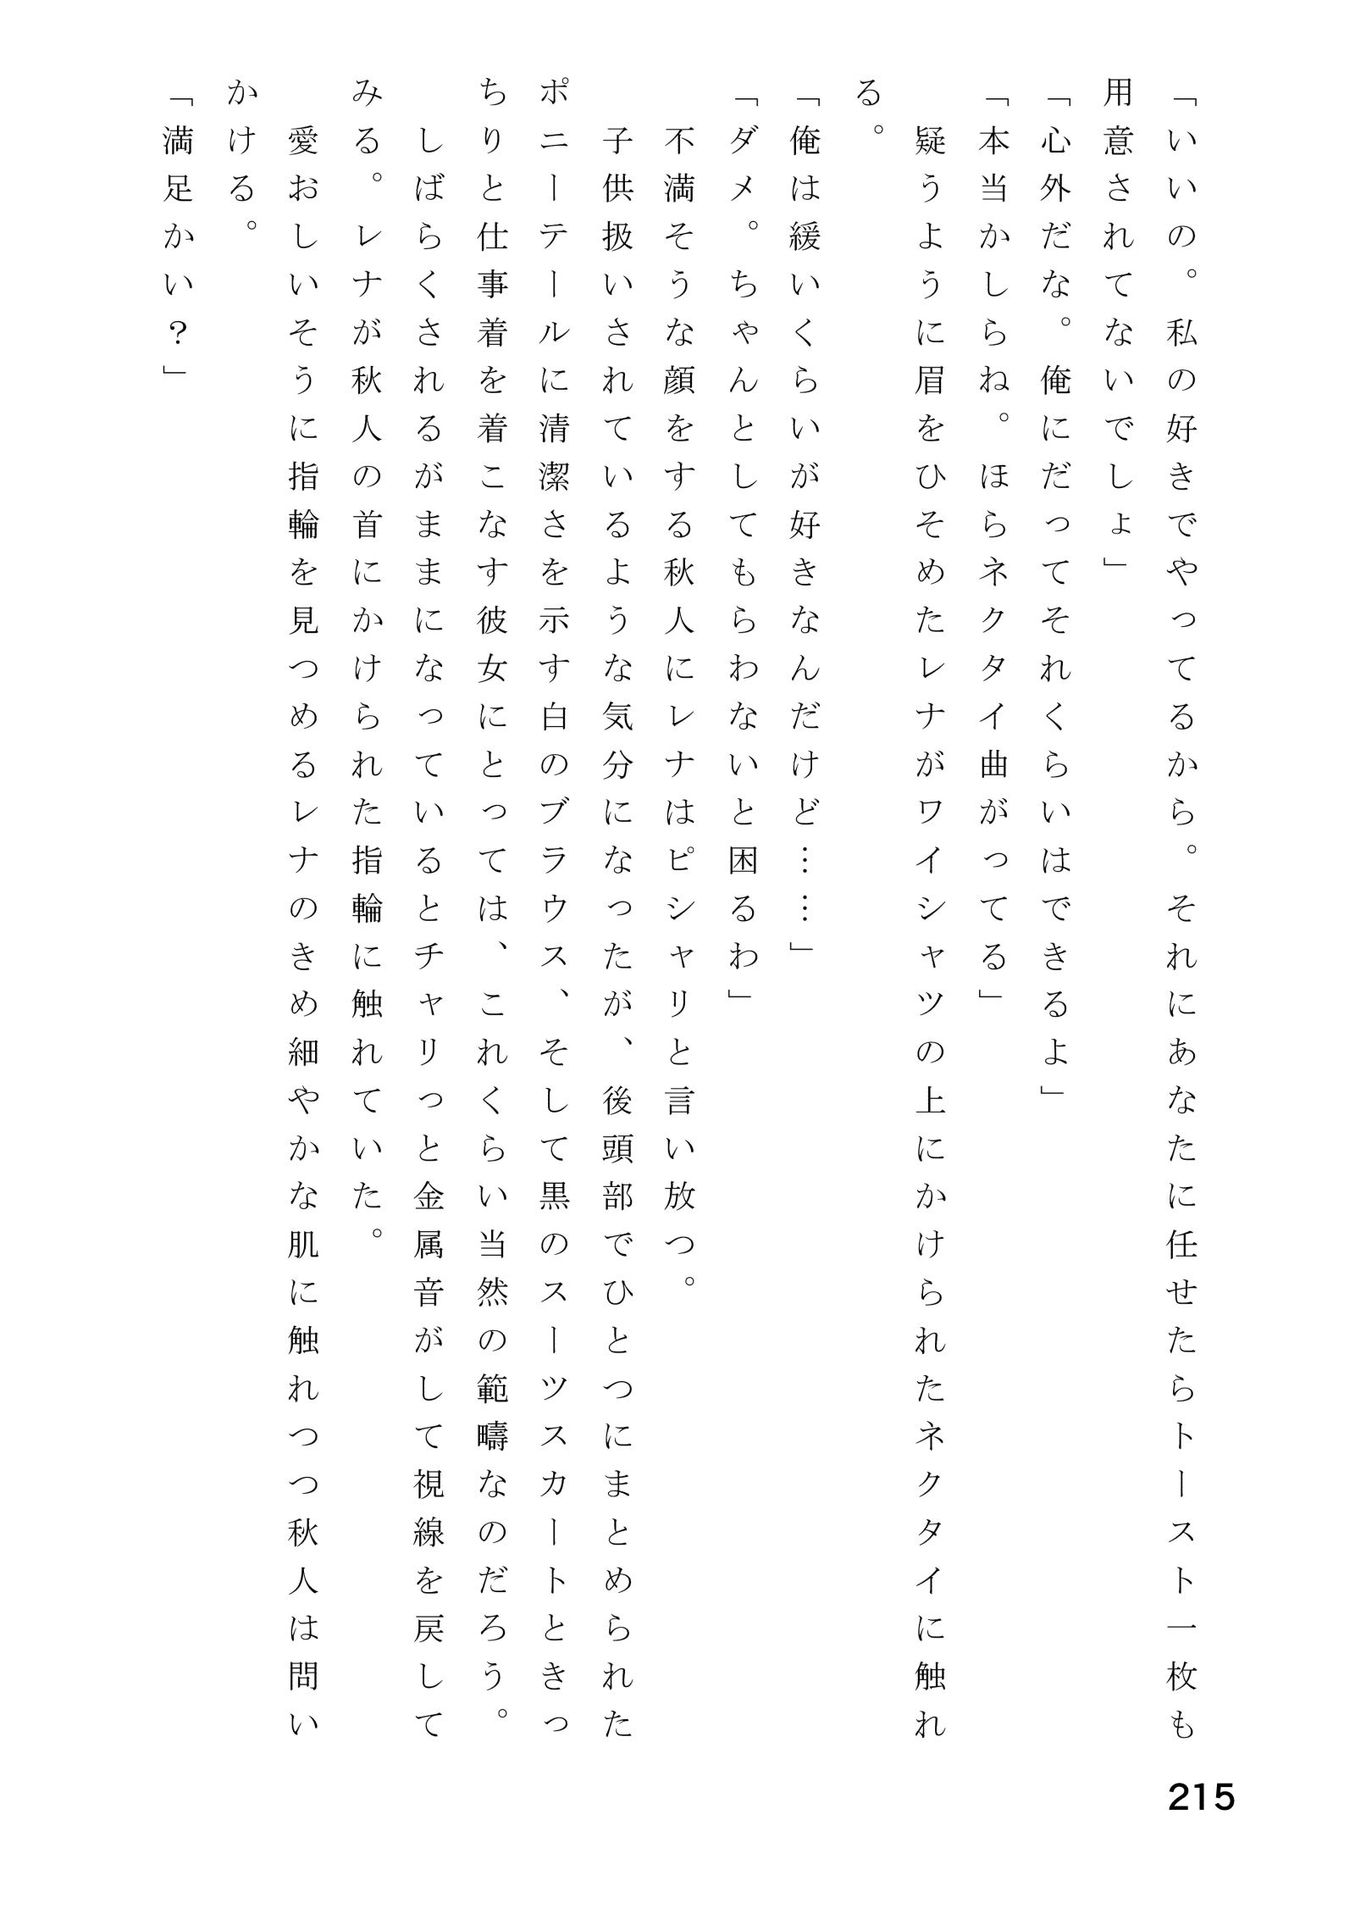 「いいの。私の好きでやってるから。それにあなたに任せたらトースト一枚も
用意されてないでしょ」
「心外だな。俺にだってそれくらいはできるよ」
「本当かしらね。ほらネクタイ曲がってる」
　疑うように眉をひそめたレナがワイシャツの上にかけられたネクタイに触れ
る。
「俺は緩いくらいが好きなんだけど……」
「ダメ。ちゃんとしてもらわないと困るわ」
　不満そうな顔をする秋人にレナはピシャリと言い放つ。
　子供扱いされているような気分になったが、後頭部でひとつにまとめられた
ポニーテールに清潔さを示す白のブラウス、そして黒のスーツスカートときっ
ちりと仕事着を着こなす彼女にとっては、これくらい当然の範疇なのだろう。
　しばらくされるがままになっているとチャリっと金属音がして視線を戻して
みる。レナが秋人の首にかけられた指輪に触れていた。
　愛おしいそうに指輪を見つめるレナのきめ細やかな肌に触れつつ秋人は問い
かける。
「満足かい？」
215